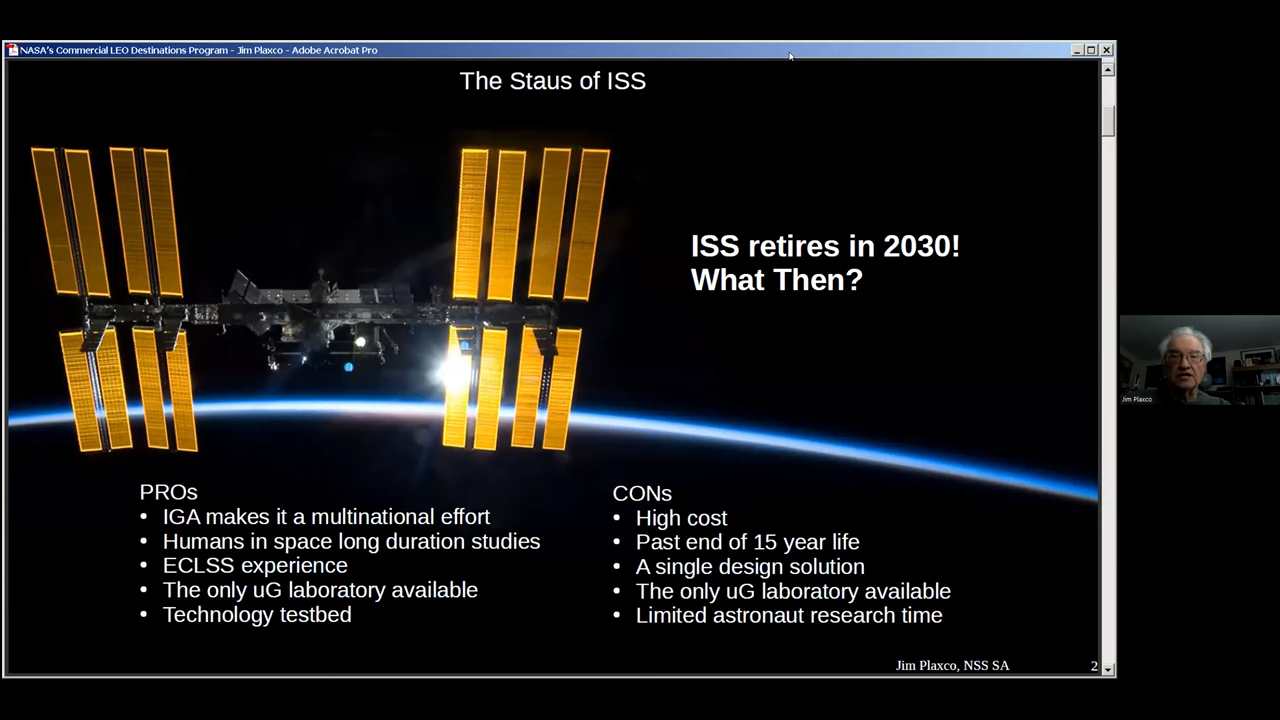 NASA's Commercial LEO Destinations Program - Jim Plaxco - Adobe Acrobat Pro
The Staus of ISS
ISS retires in 2030!
What Then?
PROs
• IGA makes it a multinational effort
• Humans in space long duration studies
• ECLSS experience
• The only uG laboratory available
• Technology testbed
CONs
• High cost
• Past end of 15 year life
• A single design solution
• The only uG laboratory available
• Limited astronaut research time
Jim Plaxco, NSS SA
2
Jim Plaxco